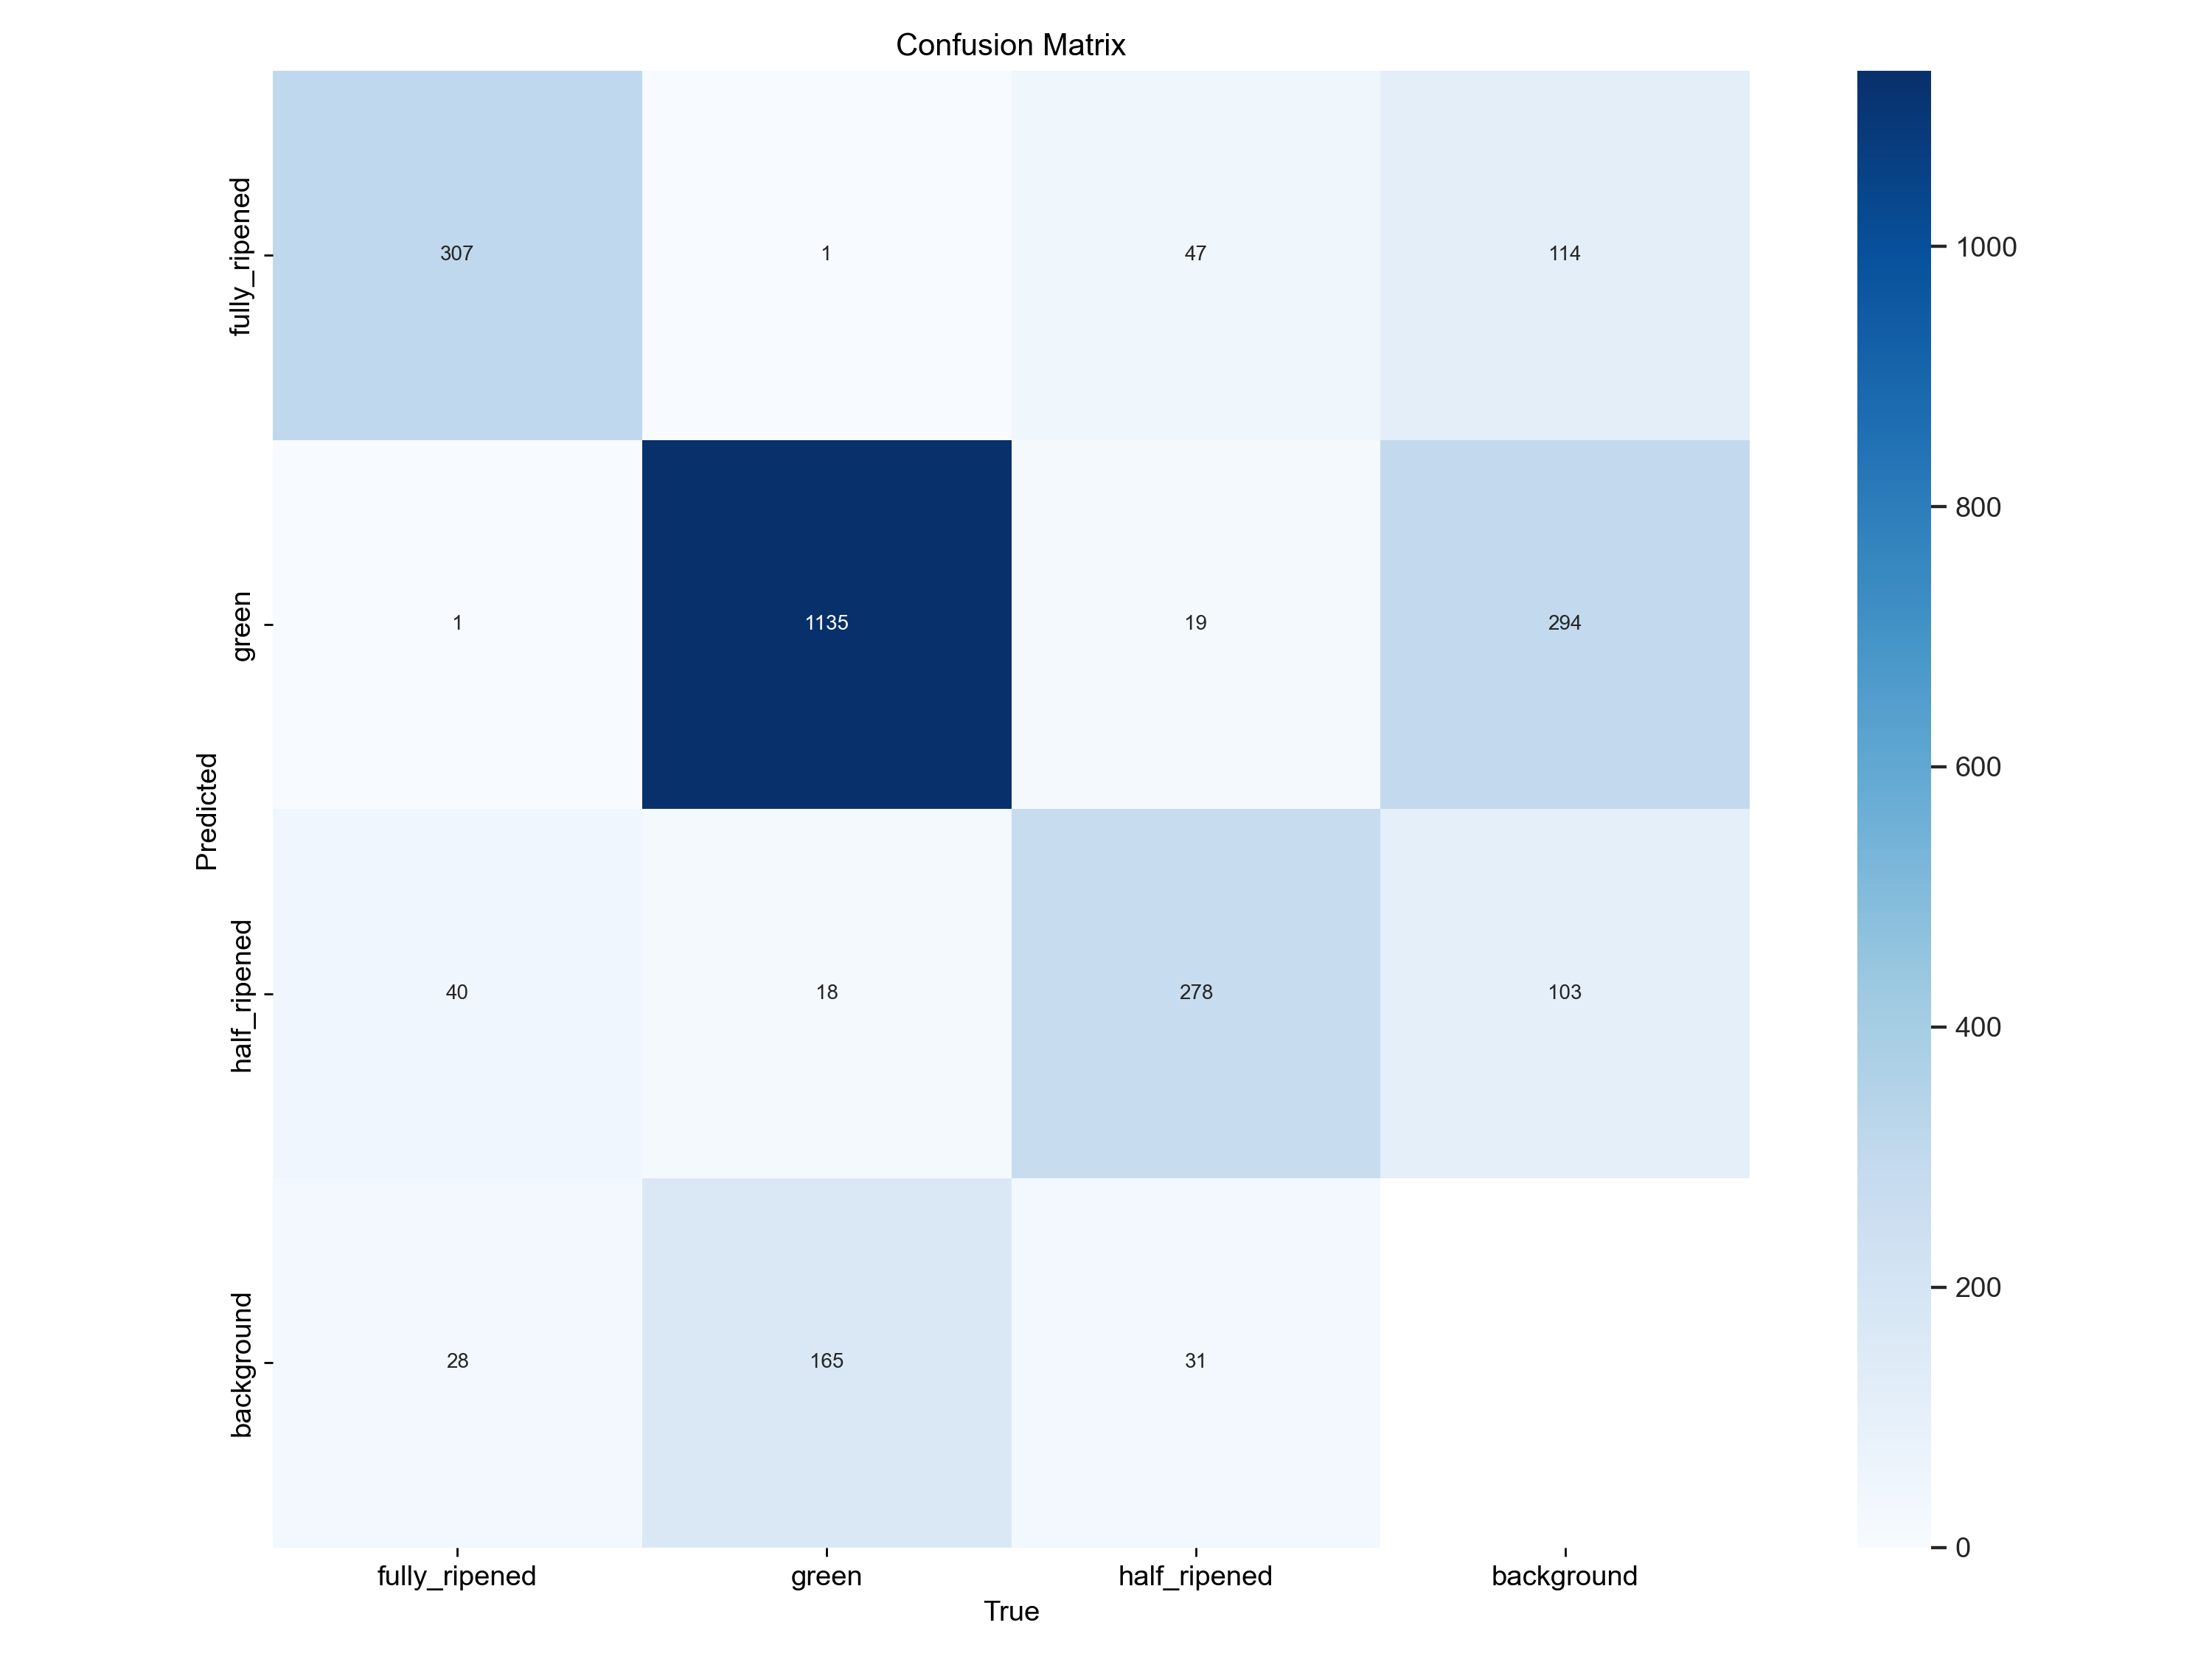 Confusion Matrix
fully_ripened
307
1
47
114
green
1
1135
19
294
half_ripened
40
18
278
103
background
28
165
31
Predicted
fully_ripened
green
half_ripened
background
True
1000
800
600
400
200
0